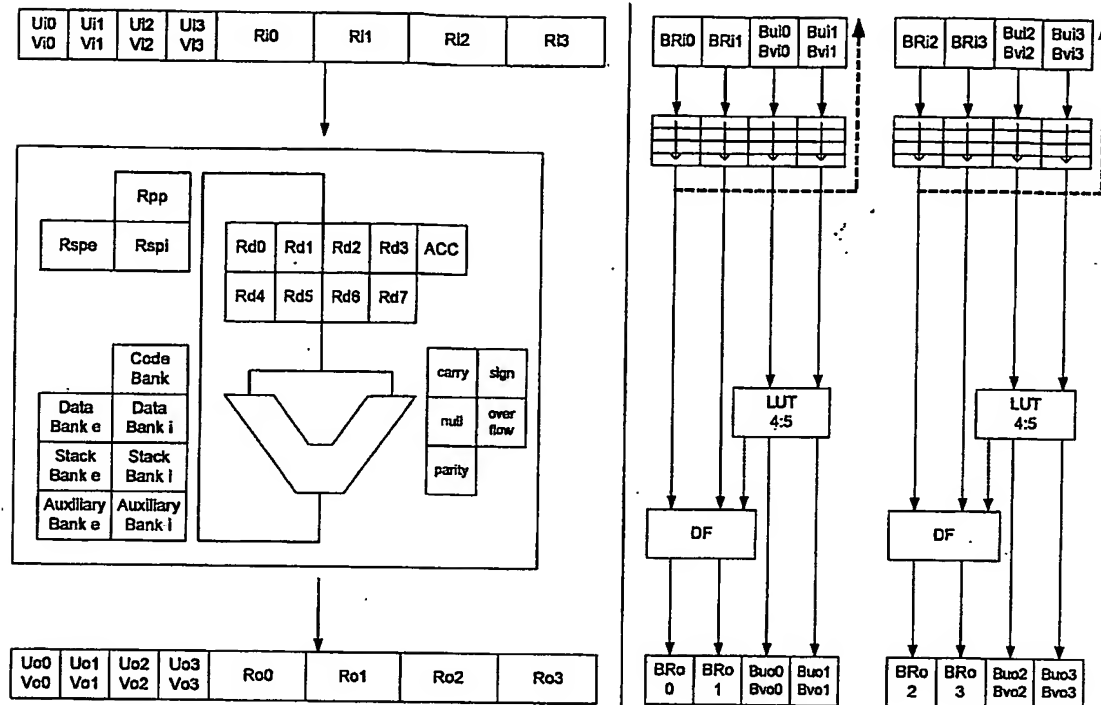 Ui0 Ui1 Ui2 Ui3
Vi0 Vi1 Vi2 Vi3
Ri0 Ri1 Ri2 Ri3
Rpp
Rspe Rspi
Rd0 Rd1 Rd2 Rd3 ACC
Rd4 Rd5 Rd6 Rd7
Code
Bank
Data Data
Bank e Bank i
Stack Stack
Bank e Bank i
Auxiliary Auxiliary
Bank e Bank i
carry sign
null over
flow
parity
Uo0 Uo1 Uo2 Uo3
Vo0 Vo1 Vo2 Vo3
Ro0 Ro1 Ro2 Ro3
BRi0 BRi1 Bui0 Bui1
Bvi0 Bvi1
LUT
4:5
DF
BRo BRo Buo0 Buo1
0 1 Bvo0 Bvo1
BRi2 BRi3 Bui2 Bui3
Bvi2 Bvi3
LUT
4:5
DF
BRo BRo Buo2 Buo3
2 3 Bvo2 Bvo3